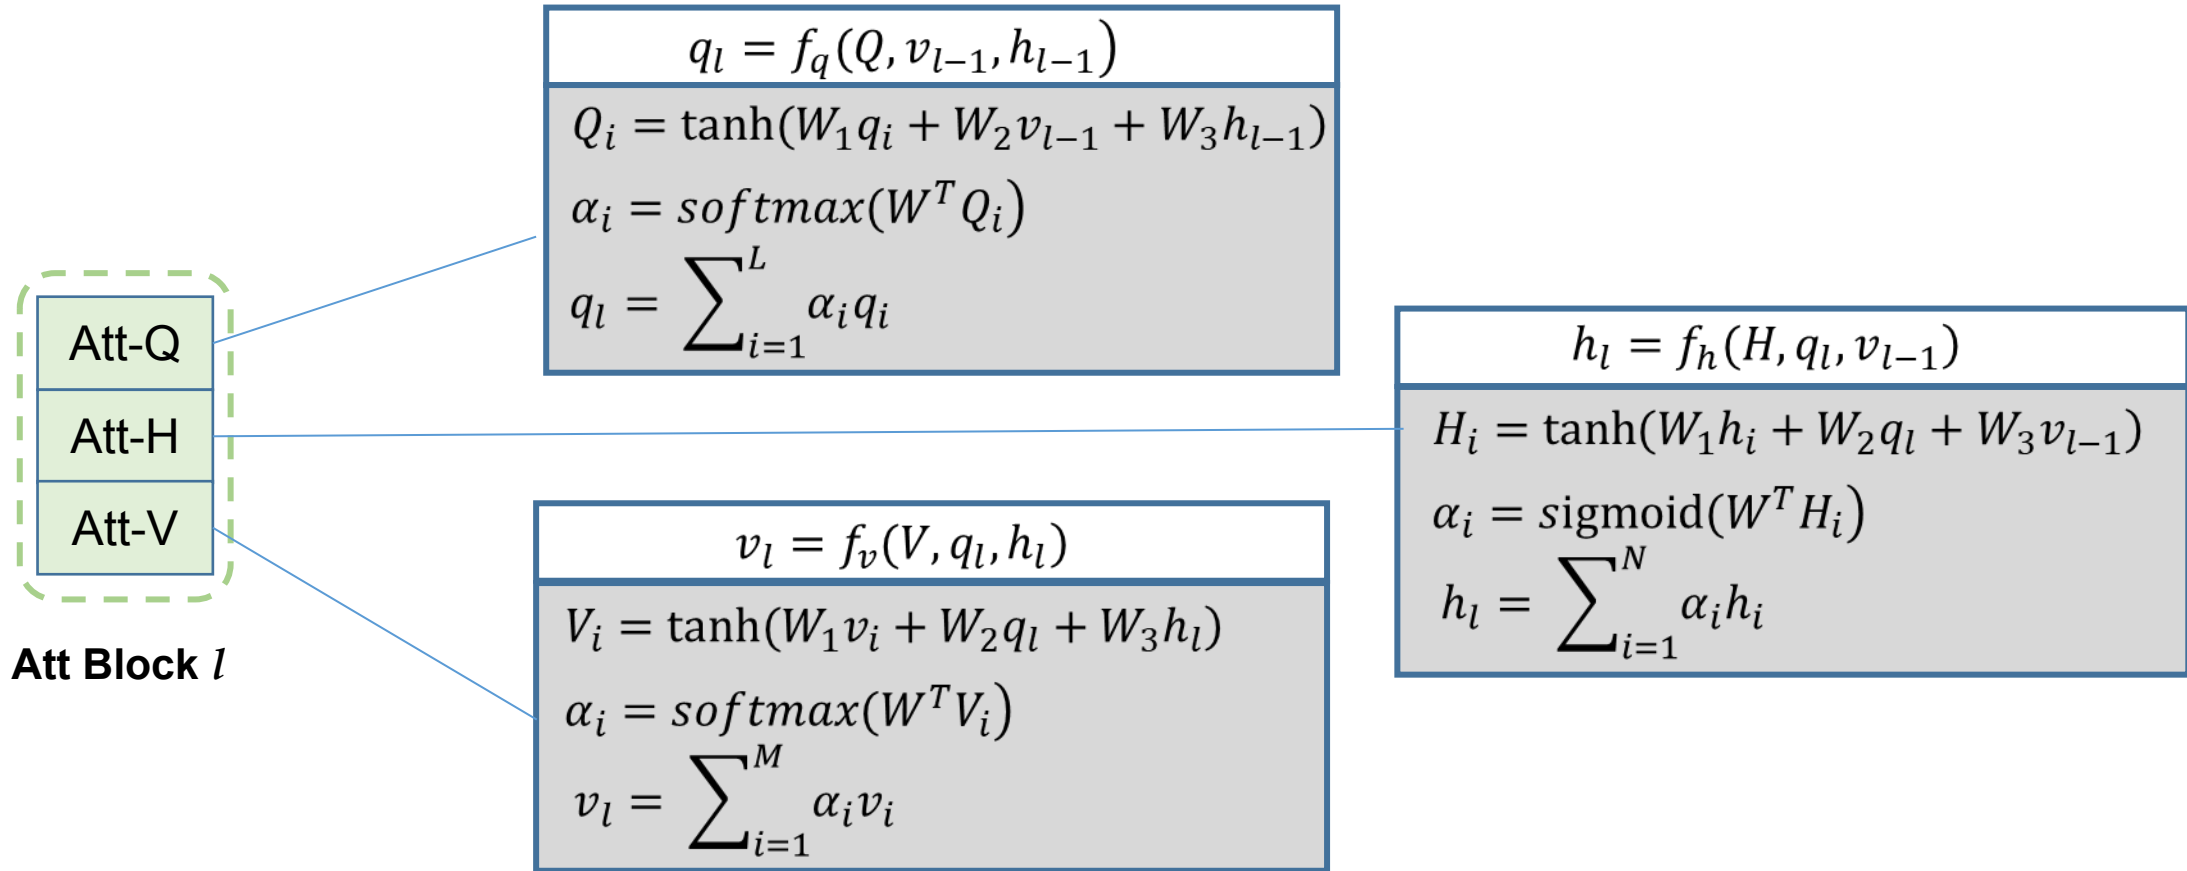 q_l = f_q(Q, v_{l−1}, h_{l−1})
Q_i = tanh(W_1 q_i + W_2 v_{l−1} + W_3 h_{l−1})
α_i = softmax(W^T Q_i)
q_l = ∑_{i=1}^{L} α_i q_i
Att-Q
Att-H
Att-V
Att Block l
h_l = f_h(H, q_l, v_{l−1})
H_i = tanh(W_1 h_i + W_2 q_l + W_3 v_{l−1})
α_i = sigmoid(W^T H_i)
h_l = ∑_{i=1}^{N} α_i h_i
v_l = f_v(V, q_l, h_l)
V_i = tanh(W_1 v_i + W_2 q_l + W_3 h_l)
α_i = softmax(W^T V_i)
v_l = ∑_{i=1}^{M} α_i v_i